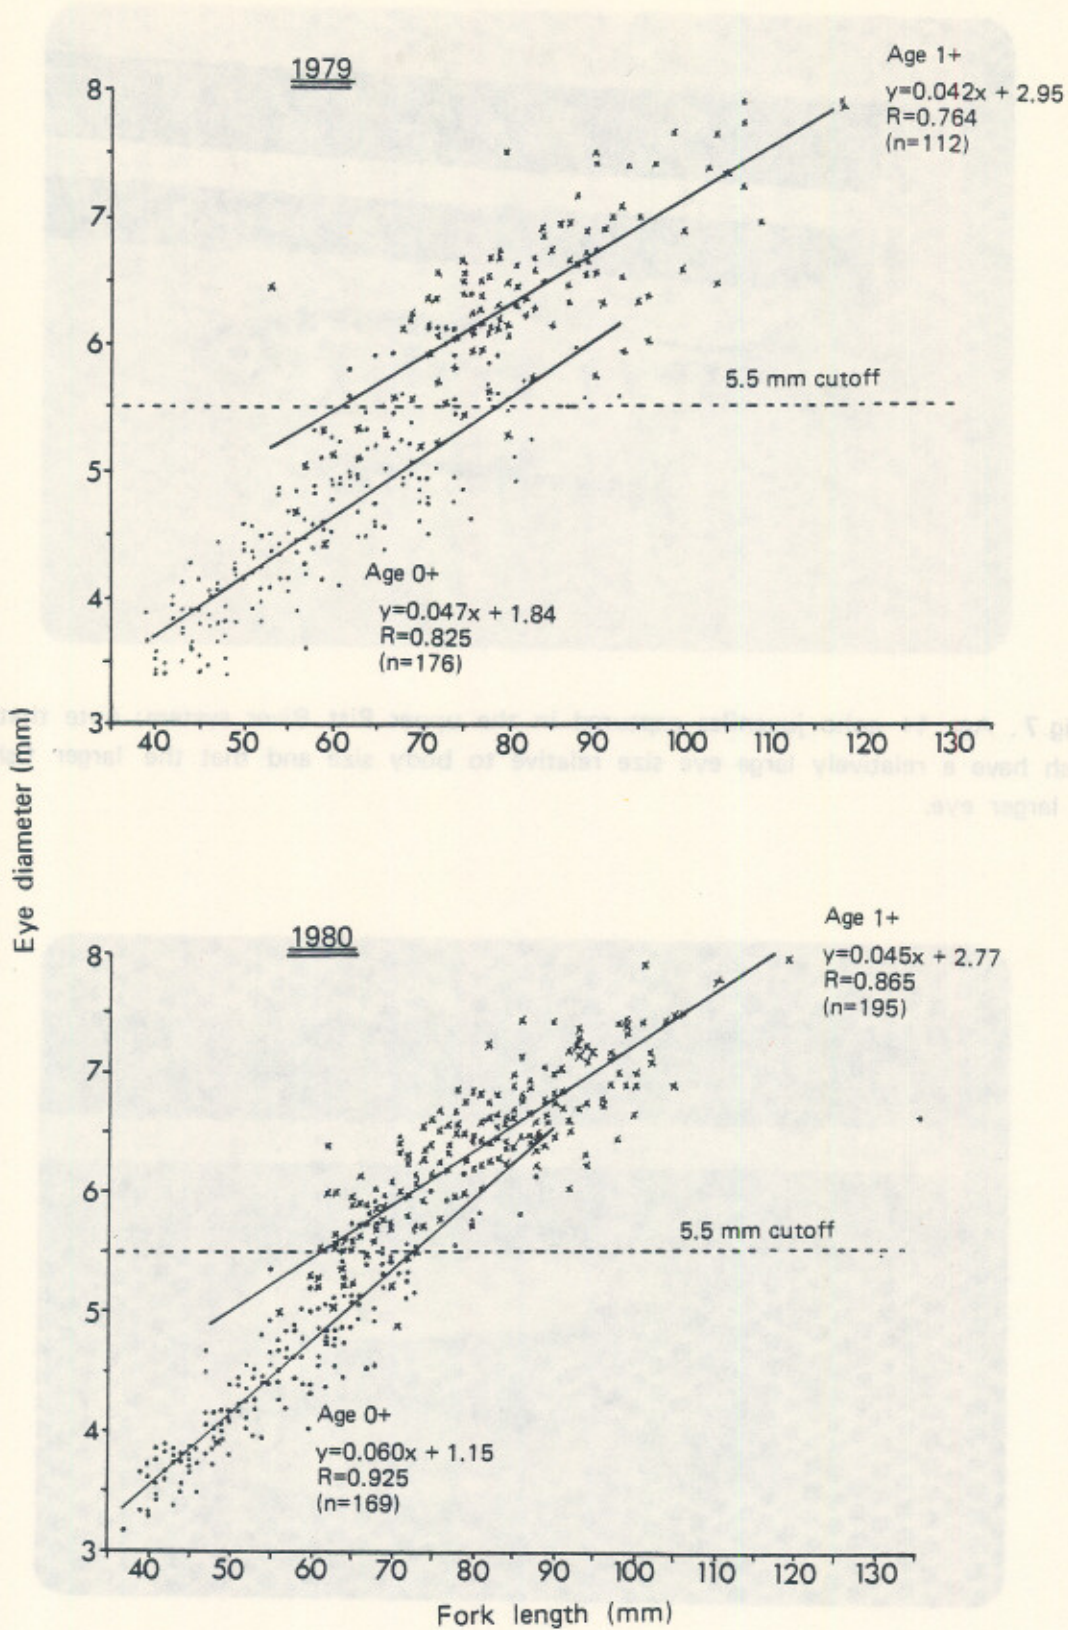 1979
Age 1+
y=0.042x + 2.95
R=0.764
(n=112)
8
7
6
5
4
3
5.5 mm cutoff
Age 0+
y=0.047x + 1.84
R=0.825
(n=176)
40 50 60 70 80 90 100 110 120 130
Eye diameter (mm)
1980
Age 1+
y=0.045x + 2.77
R=0.865
(n=195)
8
7
6
5
4
3
5.5 mm cutoff
Age 0+
y=0.060x + 1.15
R=0.925
(n=169)
40 50 60 70 80 90 100 110 120 130
Fork length (mm)